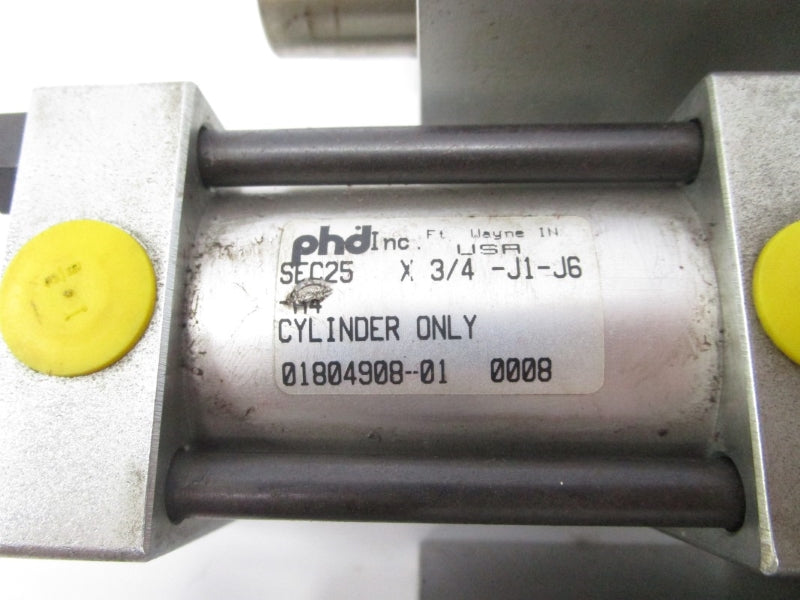 phd Inc. Ft. Wayne IN
USA
SEC25 X 3/4 -J1-J6
CYLINDER ONLY
01804908-01 0008